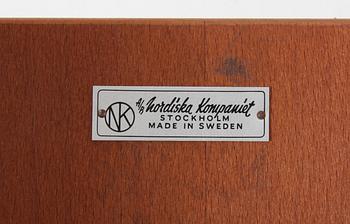 NK A/B Nordiska Kompaniet
STOCKHOLM
MADE IN SWEDEN